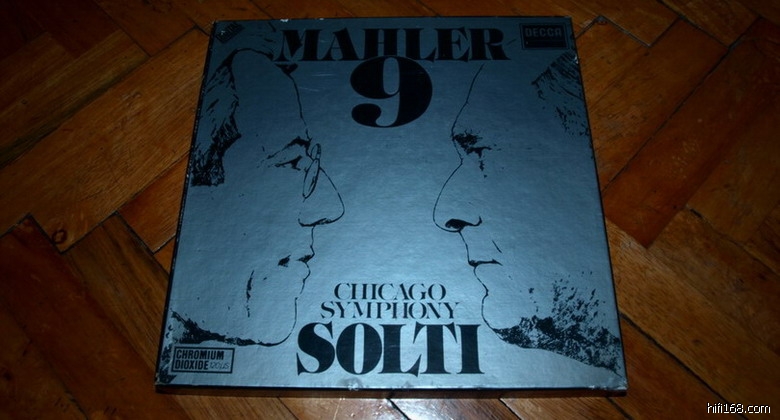 MAHLER
9
DECCA
CHICAGO
SYMPHONY
SOLTI
CHROMIUM
DIOXIDE
hifi168.com